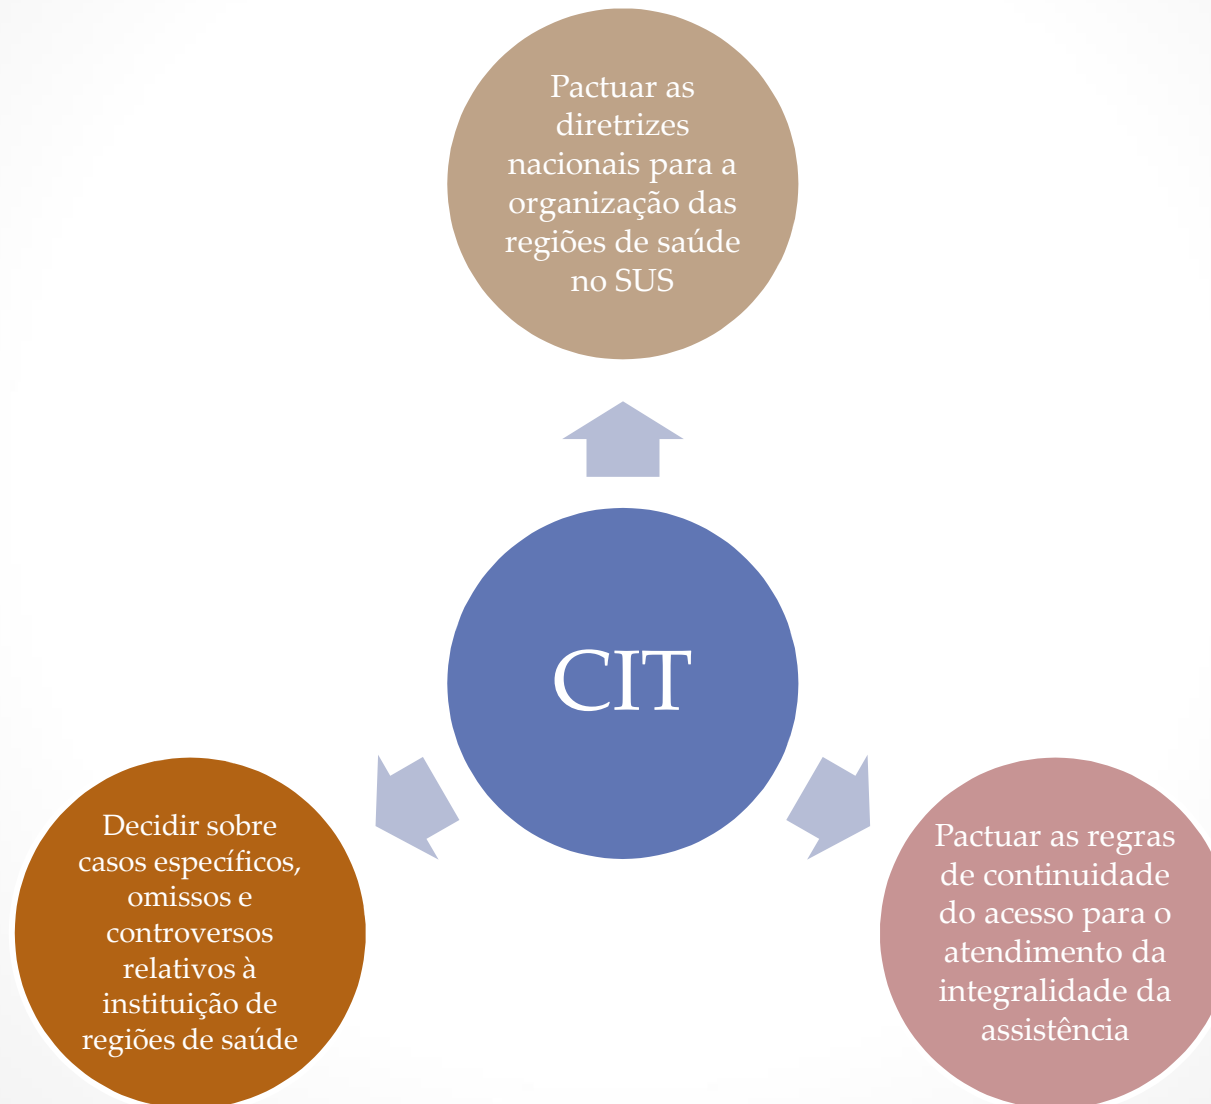 Pactuar as
diretrizes
nacionais para a
organização das
regiões de saúde
no SUS
CIT
Decidir sobre
casos específicos,
omissos e
controversos
relativos à
instituição de
regiões de saúde
Pactuar as regras
de continuidade
do acesso para o
atendimento da
integralidade da
assistência